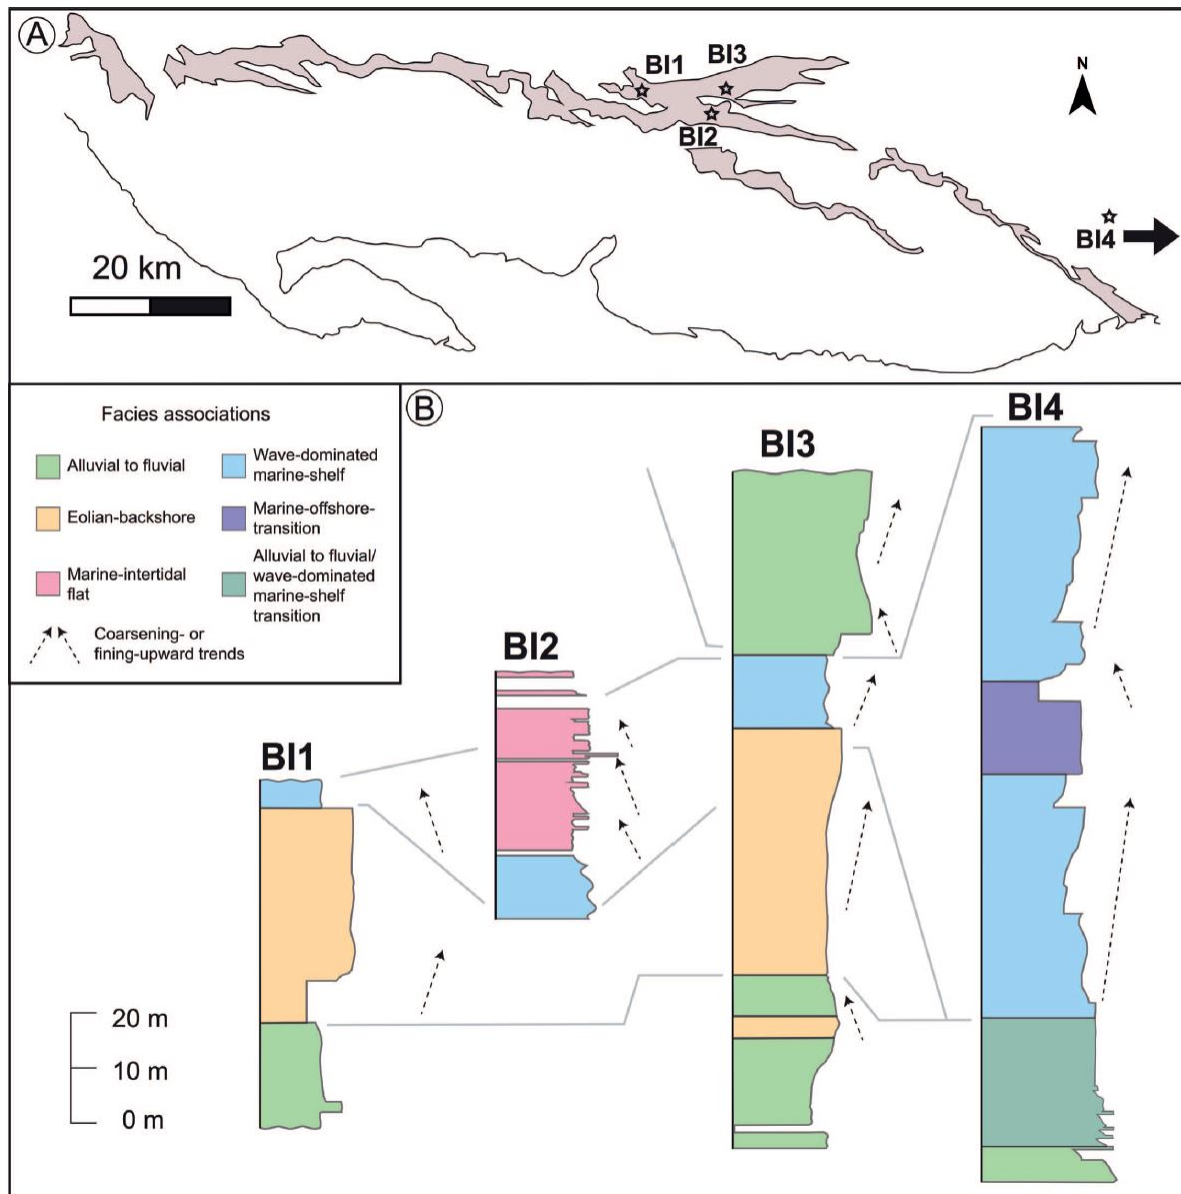 A
BI1
BI3
BI2
N
BI4
20 km
B
Facies associations
Alluvial to fluvial
Wave-dominated
marine-shelf
Eolian-backshore
Marine-offshore-
transition
Marine-intertidal
flat
Alluvial to fluvial/
wave-dominated
marine-shelf
transition
Coarsening- or
fining-upward trends
BI1
BI2
BI3
BI4
20 m
10 m
0 m